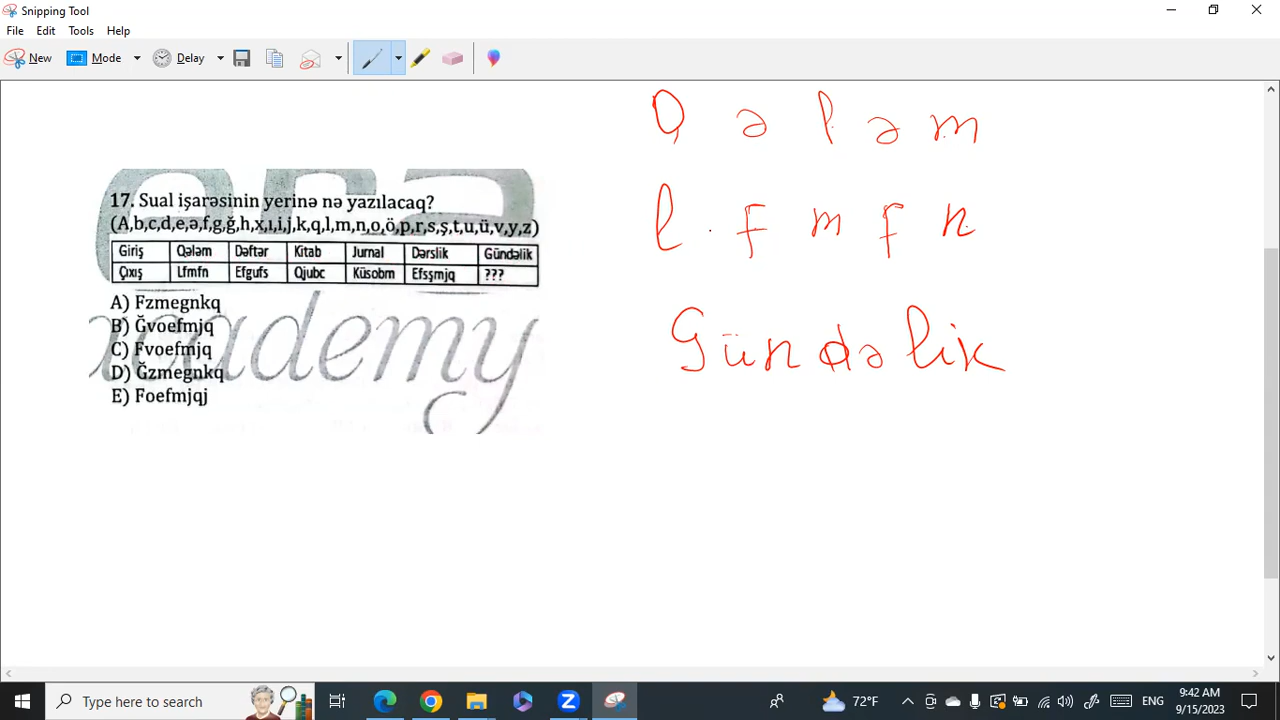 Snipping Tool
File Edit Tools Help
New Mode Delay
17. Sual işarəsinin yerinə nə yazılacaq?
(A,b,c,d,e,ə,f,g,ğ,h,x,ı,i,j,k,q,l,m,n,o,ö,p,r,s,ş,t,u,ü,v,y,z)
Giriş Qələm Dəftər Kitab Jurnal Dərslik Gündəlik
Çıxış Lfmfn Efgufs Qjubc Küsobm Efsşmjq ???
A) Fzmegnkq
B) Ğvoefmjq
C) Fvoefmjq
D) Ğzmegnkq
E) Foefmjqj
academy
Q ə l ə m
l f m f n
Gündəlik
Type here to search
72°F
ENG
9:42 AM
9/15/2023